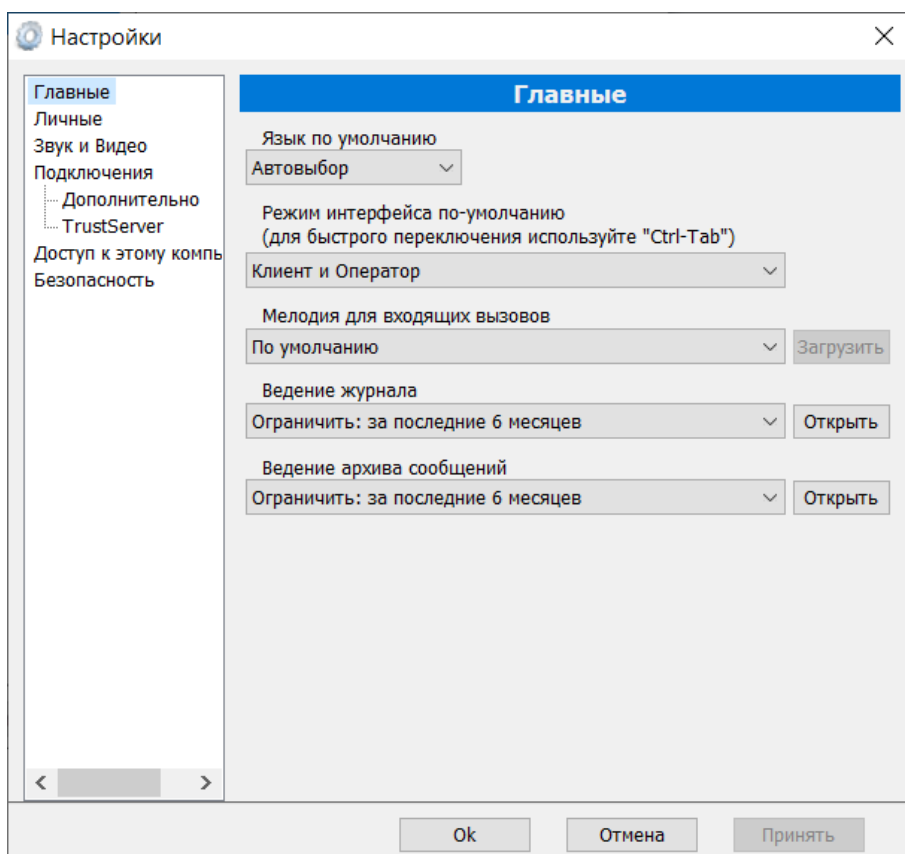 Настройки
Главные
Личные
Звук и Видео
Подключения
Дополнительно
TrustServer
Доступ к этому компь
Безопасность
Главные
Язык по умолчанию
Автовыбор
Режим интерфейса по-умолчанию
(для быстрого переключения используйте "Ctrl-Tab")
Клиент и Оператор
Мелодия для входящих вызовов
По умолчанию
Загрузить
Ведение журнала
Ограничить: за последние 6 месяцев
Открыть
Ведение архива сообщений
Ограничить: за последние 6 месяцев
Открыть
Ok
Отмена
Принять